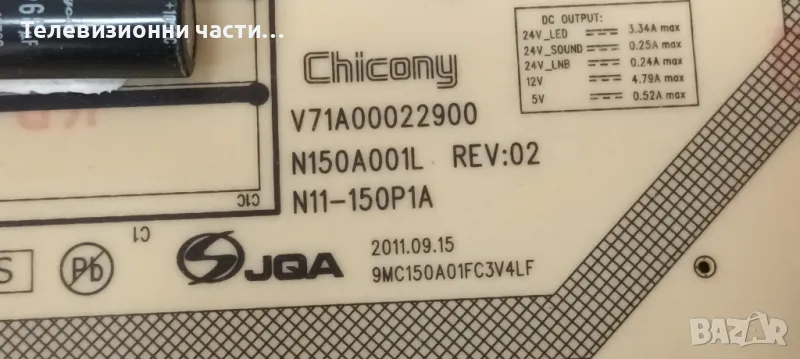 Телевизионни части...
DC OUTPUT:
24V_LED 3.34A max
24V_SOUND 0.25A max
24V_LNB 0.24A max
12V 4.79A max
5V 0.52A max
Chicony
V71A00022900
N150A001L REV:02
N11-150P1A
C1C
C1
S
Pb
JQA
2011.09.15
9MC150A01FC3V4LF
BAZAR